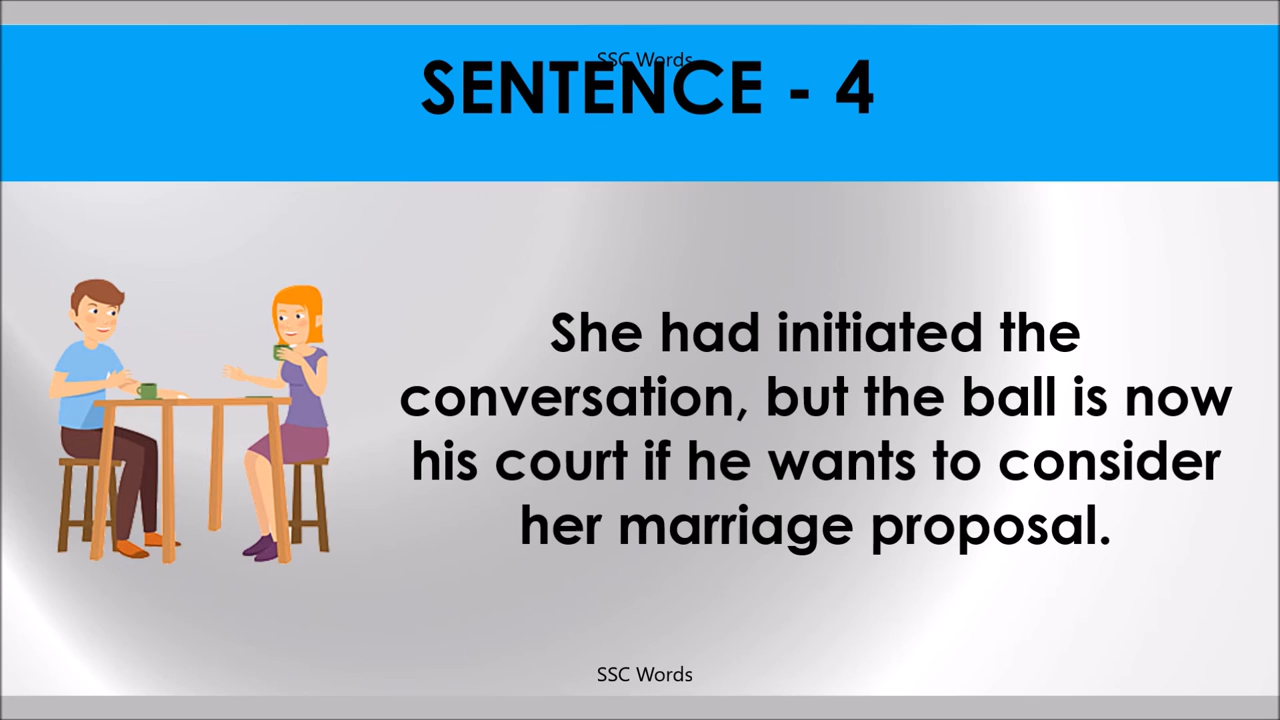 SSC Words
SENTENCE - 4
She had initiated the
conversation, but the ball is now
his court if he wants to consider
her marriage proposal.
SSC Words